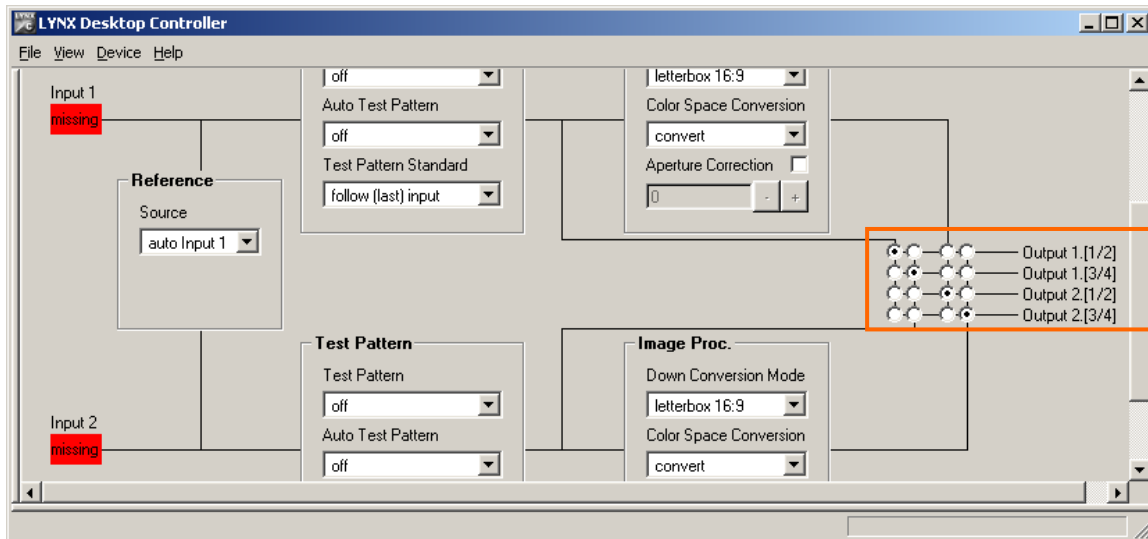 LYNX Desktop Controller
File View Device Help
Input 1
missing
off
Auto Test Pattern
off
Test Pattern Standard
follow (last) input
letterbox 16:9
Color Space Conversion
convert
Aperture Correction
0
- +
Reference
Source
auto Input 1
Output 1.[1/2]
Output 1.[3/4]
Output 2.[1/2]
Output 2.[3/4]
Test Pattern
Test Pattern
off
Auto Test Pattern
off
Image Proc.
Down Conversion Mode
letterbox 16:9
Color Space Conversion
convert
Input 2
missing